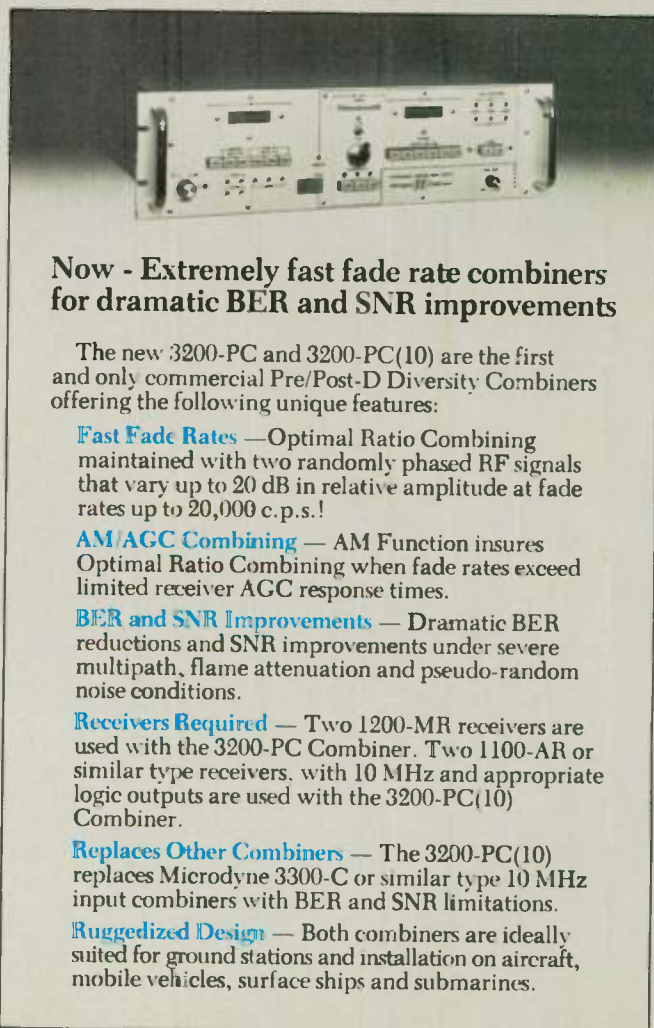 Now - Extremely fast fade rate combiners
for dramatic BER and SNR improvements
The new 3200-PC and 3200-PC(10) are the first
and only commercial Pre/Post-D Diversity Combiners
offering the following unique features:
Fast Fade Rates —Optimal Ratio Combining
maintained with two randomly phased RF signals
that vary up to 20 dB in relative amplitude at fade
rates up to 20,000 c.p.s.!
AM/AGC Combining — AM Function insures
Optimal Ratio Combining when fade rates exceed
limited receiver AGC response times.
BER and SNR Improvements — Dramatic BER
reductions and SNR improvements under severe
multipath, flame attenuation and pseudo-random
noise conditions.
Receivers Required — Two 1200-MR receivers are
used with the 3200-PC Combiner. Two 1100-AR or
similar type receivers, with 10 MHz and appropriate
logic outputs are used with the 3200-PC(10)
Combiner.
Replaces Other Combiners — The 3200-PC(10)
replaces Microdyne 3300-C or similar type 10 MHz
input combiners with BER and SNR limitations.
Ruggedized Design — Both combiners are ideally
suited for ground stations and installation on aircraft,
mobile vehicles, surface ships and submarines.